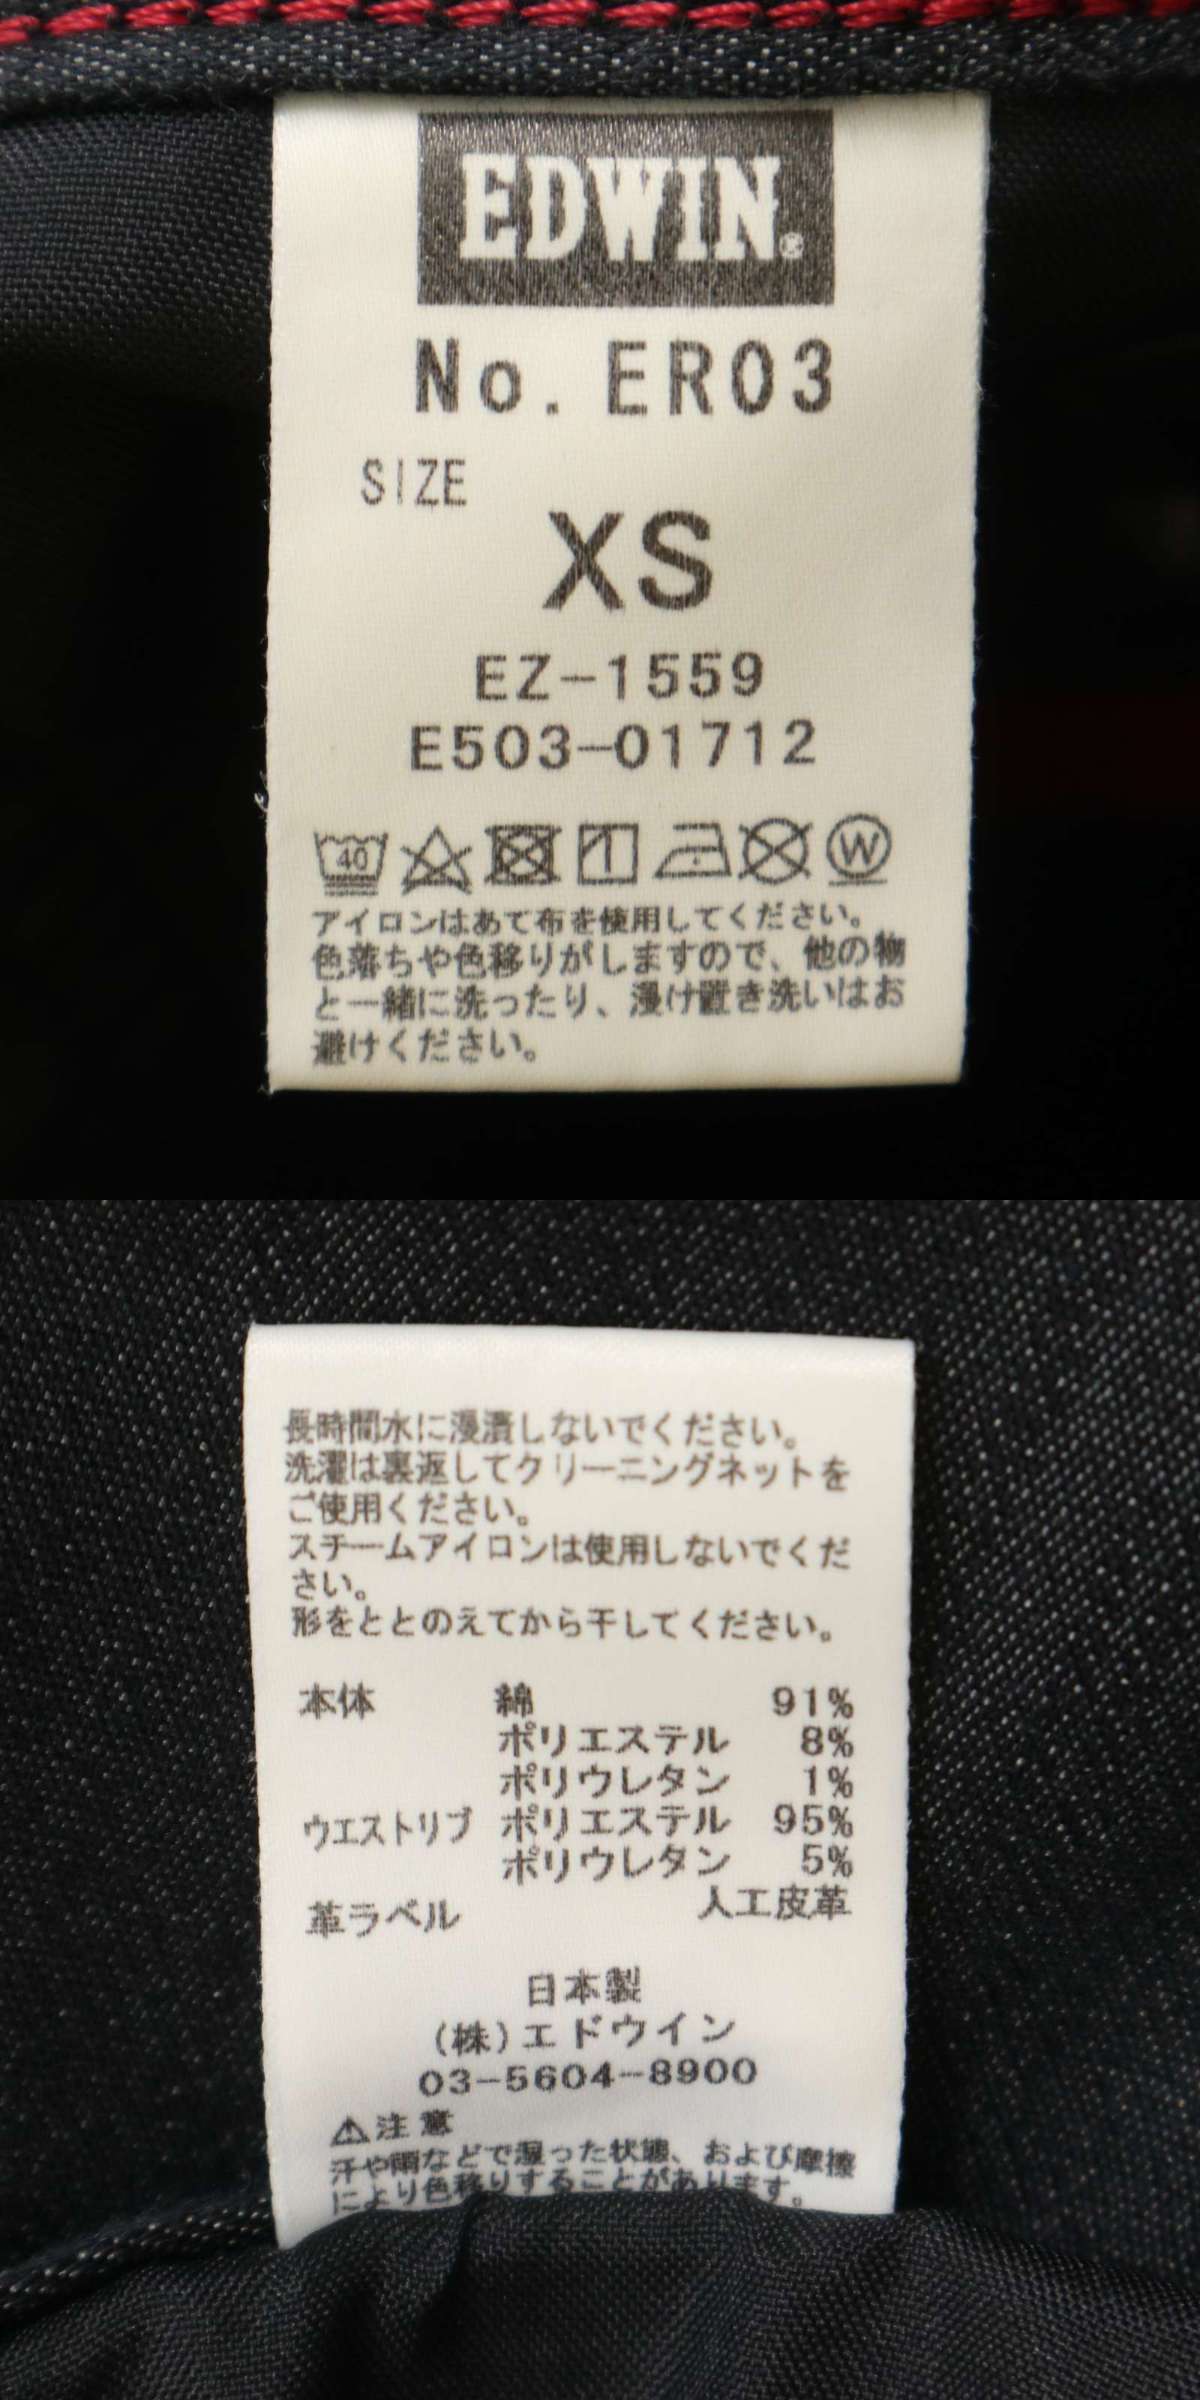 EDWIN®
No. ER03
SIZE
XS
EZ-1559
E503-01712
40 W
アイロンはあて布を使用してください。
色落ちや色移りがしますので、他の物
と一緒に洗ったり、浸け置き洗いはお
避けください。
長時間水に浸漬しないでください。
洗濯は裏返してクリーニングネットを
ご使用ください。
スチームアイロンは使用しないでくだ
さい。
形をととのえてから干してください。
本体 綿 91%
ポリエステル 8%
ポリウレタン 1%
ウエストリブ ポリエステル 95%
ポリウレタン 5%
革ラベル 人工皮革
日本製
(株)エドウイン
03-5604-8900
⚠注意
汗や雨などで湿った状態、および摩擦
により色移りすることがあります。